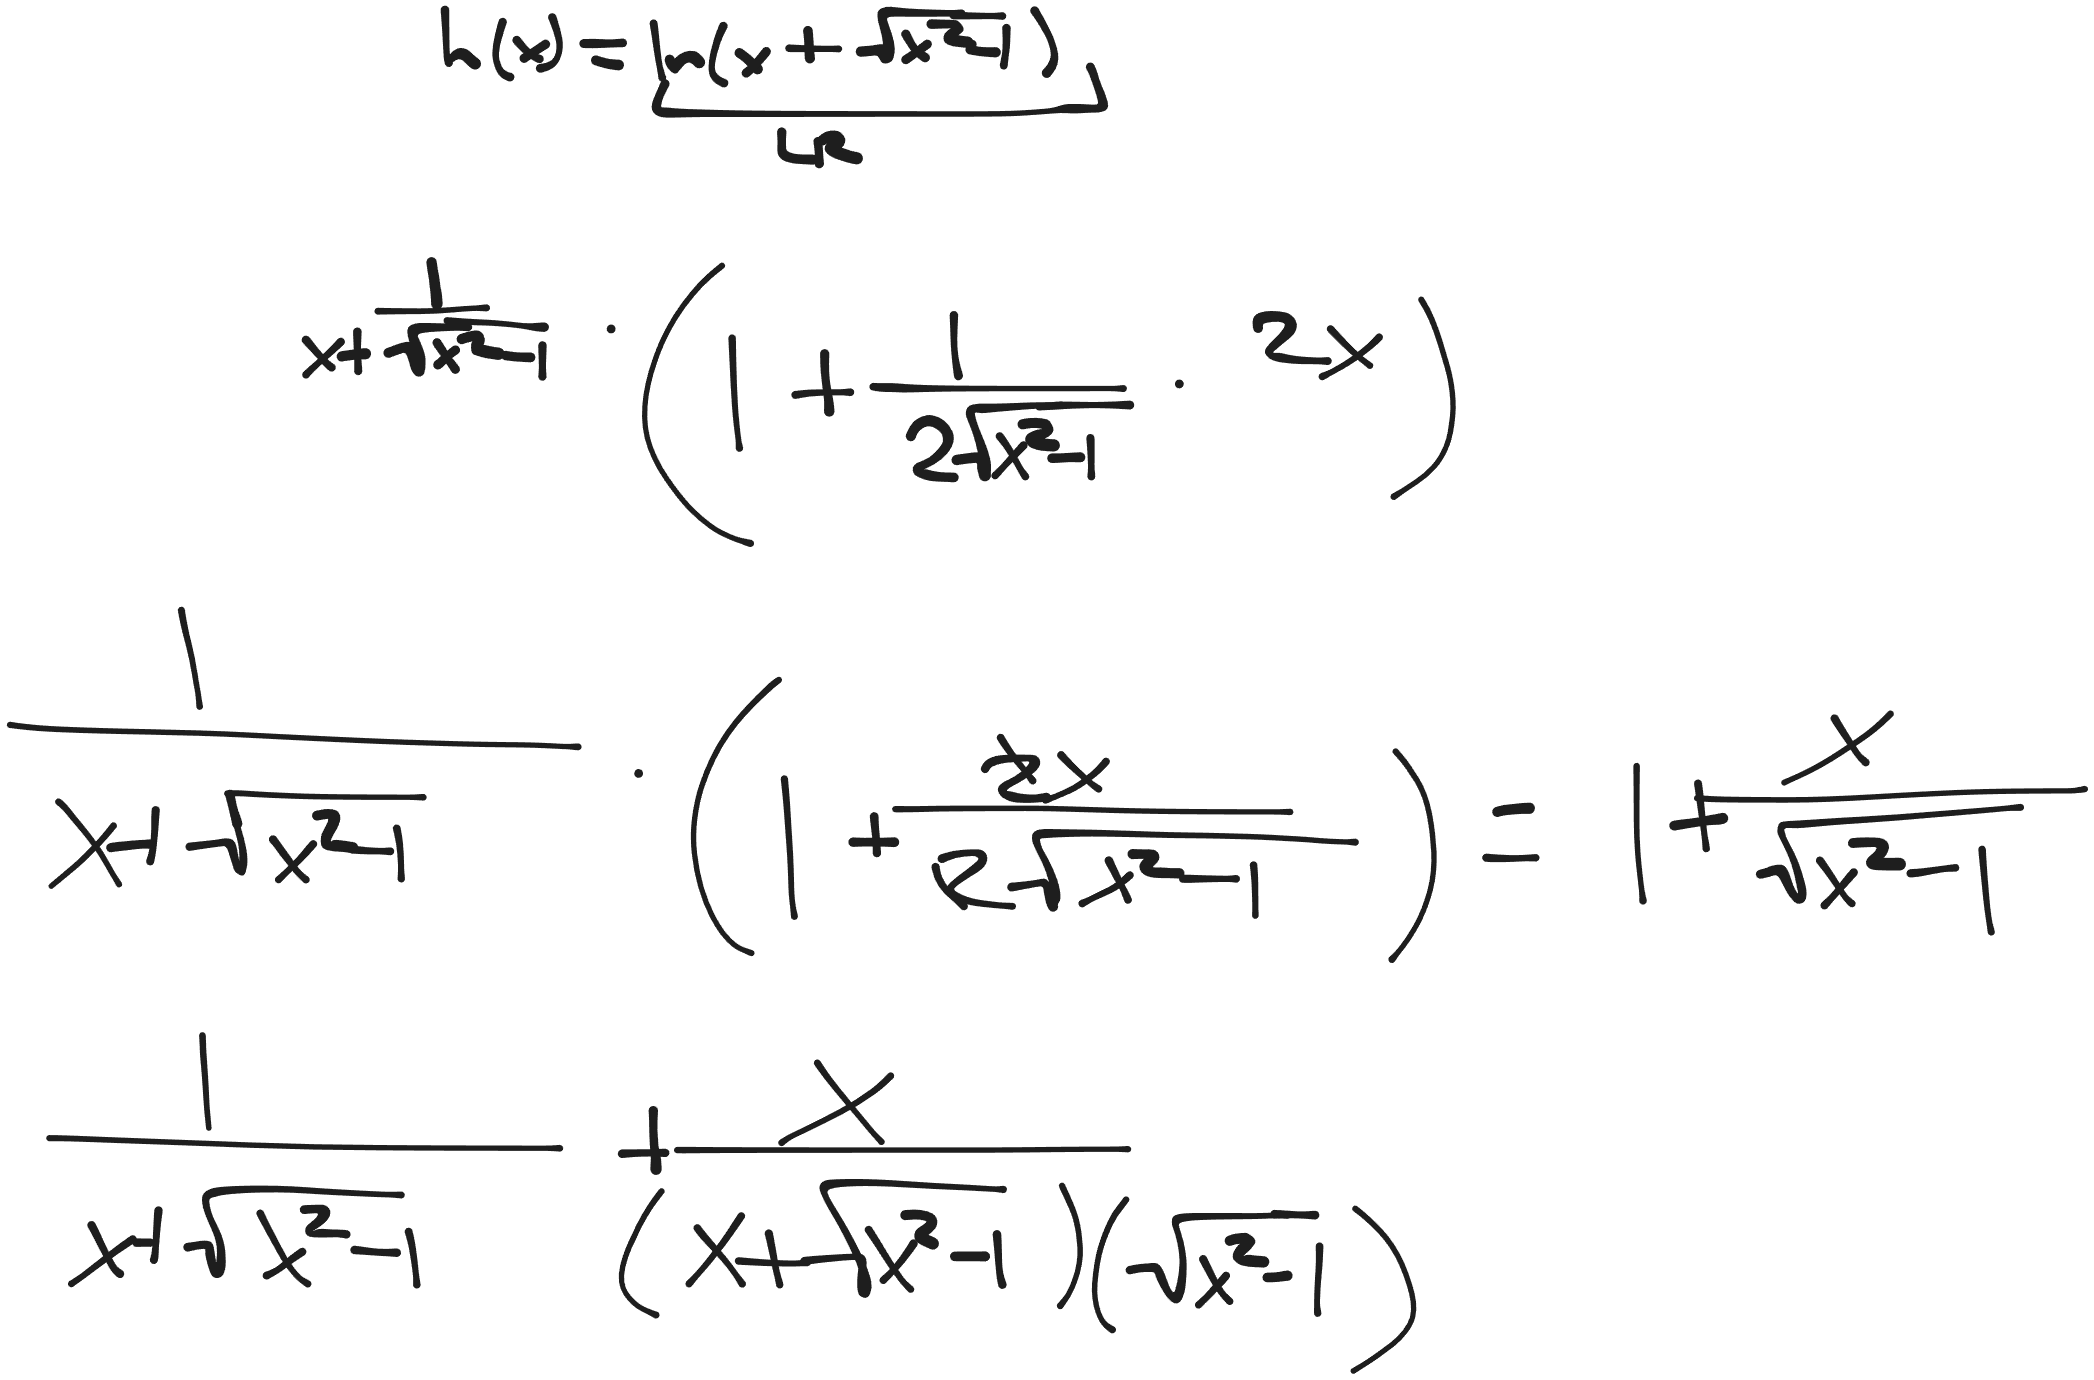 h(x) = ln(x + √(x²-1))
LR
1/(x+√(x²-1)) · (1 + 1/(2√(x²-1)) · 2x)
1/(x+√(x²-1)) · (1 + 2x/(2√(x²-1))) = 1 + x/√(x²-1)
1/(x+√(x²-1)) + x/((x+√(x²-1))(√(x²-1)))